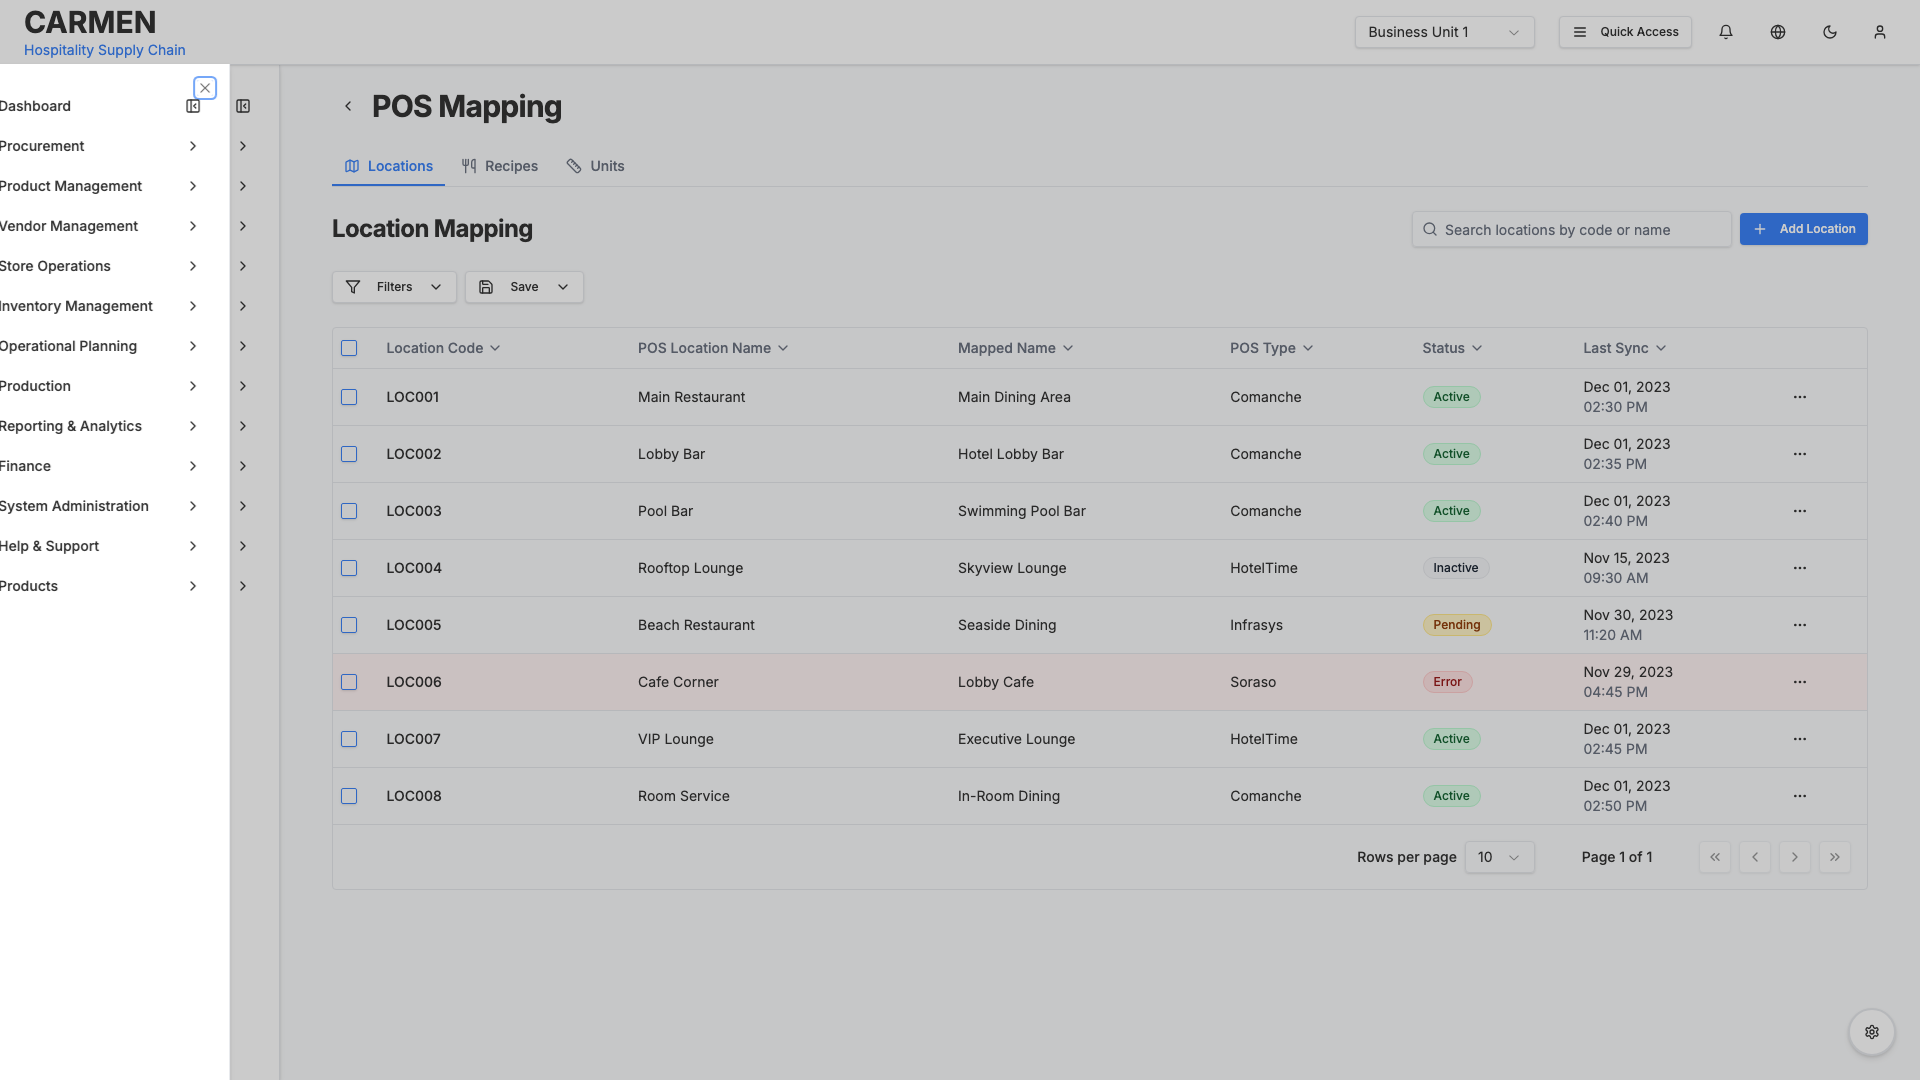 CARMEN
Hospitality Supply Chain
Business Unit 1
Quick Access
Dashboard
Procurement
Product Management
Vendor Management
Store Operations
Inventory Management
Operational Planning
Production
Reporting & Analytics
Finance
System Administration
Help & Support
Products
POS Mapping
Locations Recipes Units
Location Mapping
Search locations by code or name
Add Location
Filters Save
Location Code POS Location Name Mapped Name POS Type Status Last Sync
LOC001 Main Restaurant Main Dining Area Comanche Active Dec 01, 2023
02:30 PM
LOC002 Lobby Bar Hotel Lobby Bar Comanche Active Dec 01, 2023
02:35 PM
LOC003 Pool Bar Swimming Pool Bar Comanche Active Dec 01, 2023
02:40 PM
LOC004 Rooftop Lounge Skyview Lounge HotelTime Inactive Nov 15, 2023
09:30 AM
LOC005 Beach Restaurant Seaside Dining Infrasys Pending Nov 30, 2023
11:20 AM
LOC006 Cafe Corner Lobby Cafe Soraso Error Nov 29, 2023
04:45 PM
LOC007 VIP Lounge Executive Lounge HotelTime Active Dec 01, 2023
02:45 PM
LOC008 Room Service In-Room Dining Comanche Active Dec 01, 2023
02:50 PM
Rows per page 10 Page 1 of 1